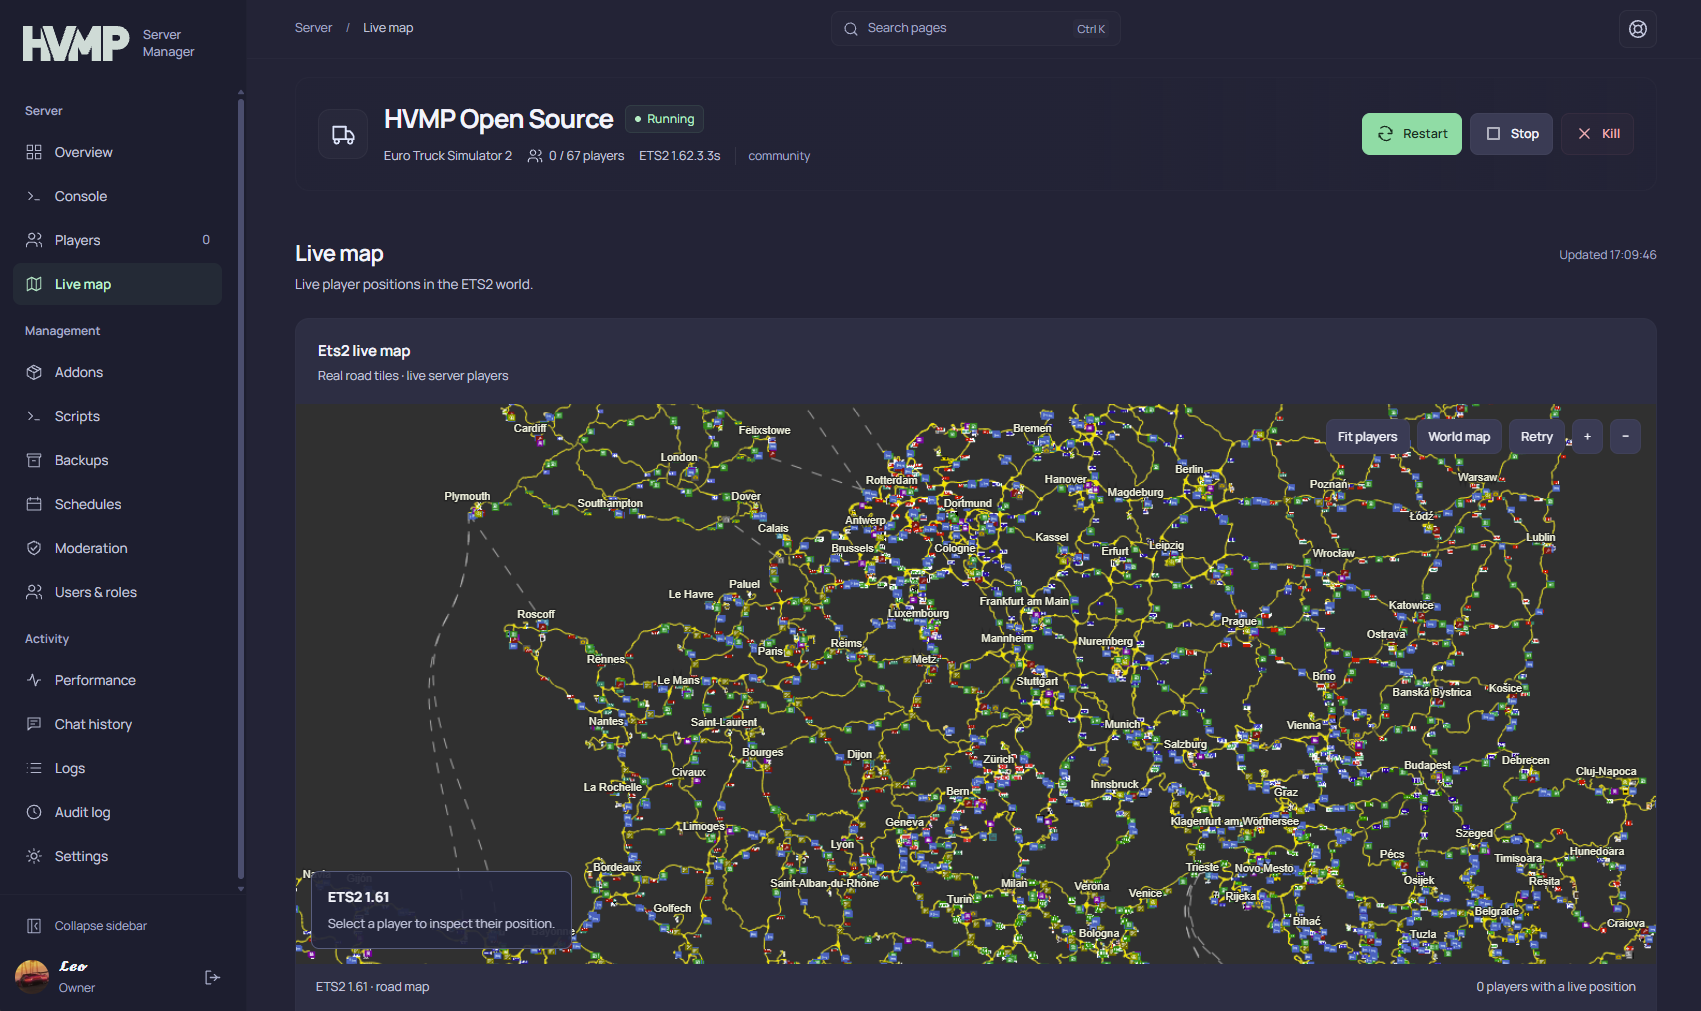 HVMP
Server
Manager
Server / Live map
Search pages
Ctrl K
Server
Overview
Console
Players 0
Live map
Management
Addons
Scripts
Backups
Schedules
Moderation
Users & roles
Activity
Performance
Chat history
Logs
Audit log
Settings
Collapse sidebar
Leo
Owner
HVMP Open Source
Running
Euro Truck Simulator 2
0 / 67 players
ETS2 1.62.3.3s
community
Restart
Stop
Kill
Live map
Updated 17:09:46
Live player positions in the ETS2 world.
Ets2 live map
Real road tiles · live server players
Fit players
World map
Retry
+
-
Cardiff
Felixstowe
Bremen
London
Berlin
Rotterdam
Hanover
Warsaw
Poznań
Magdeburg
Plymouth
Dover
Southampton
Dortmund
Łódź
Antwerp
Calais
Kassel
Lublin
Brussels
Cologne
Erfurt
Leipzig
Wrocław
Paluel
Le Havre
Frankfurt am Main
Katowice
Roscoff
Luxembourg
Prague
Ostrava
Mannheim
Nuremberg
Reims
Paris
Rennes
Metz
Le Mans
Stuttgart
Brno
Banská Bystrica
Košice
Nantes
Saint-Laurent
Munich
Vienna
Bourges
Dijon
Salzburg
Zürich
Debrecen
Budapest
Civaux
Cluj-Napoca
La Rochelle
Innsbruck
Bern
Graz
Limoges
Geneva
Klagenfurt am Wörthersee
Szeged
Lyon
Hunedoara
Pécs
Timisoara
Bordeaux
Trieste
Novo Mesto
Saint-Alban-du-Rhône
Milan
Verona
Osijek
Resita
Venice
Turin
Rijeka
Golfech
Belgrade
Bihać
Craiova
Bologna
Tuzla
Gijón
ETS2 1.61
Select a player to inspect their position.
ETS2 1.61 · road map
0 players with a live position